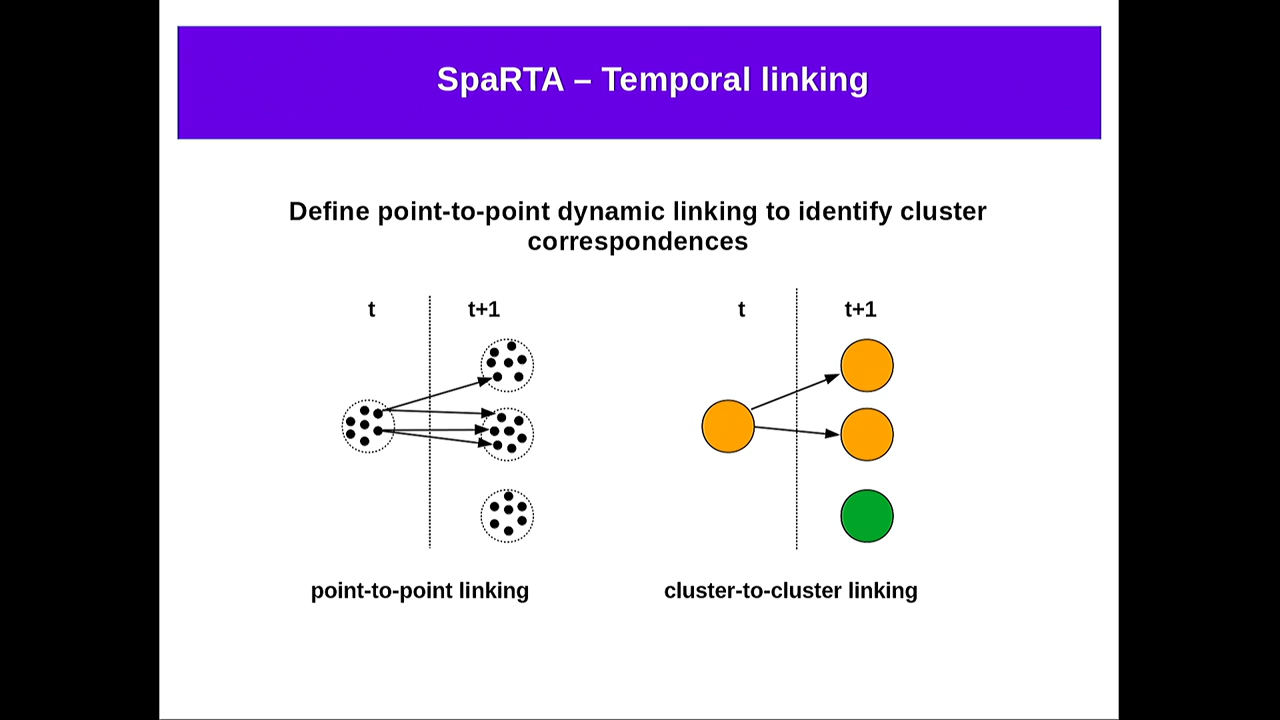 SpaRTA – Temporal linking
Define point-to-point dynamic linking to identify cluster
correspondences
t
t+1
t
t+1
point-to-point linking
cluster-to-cluster linking